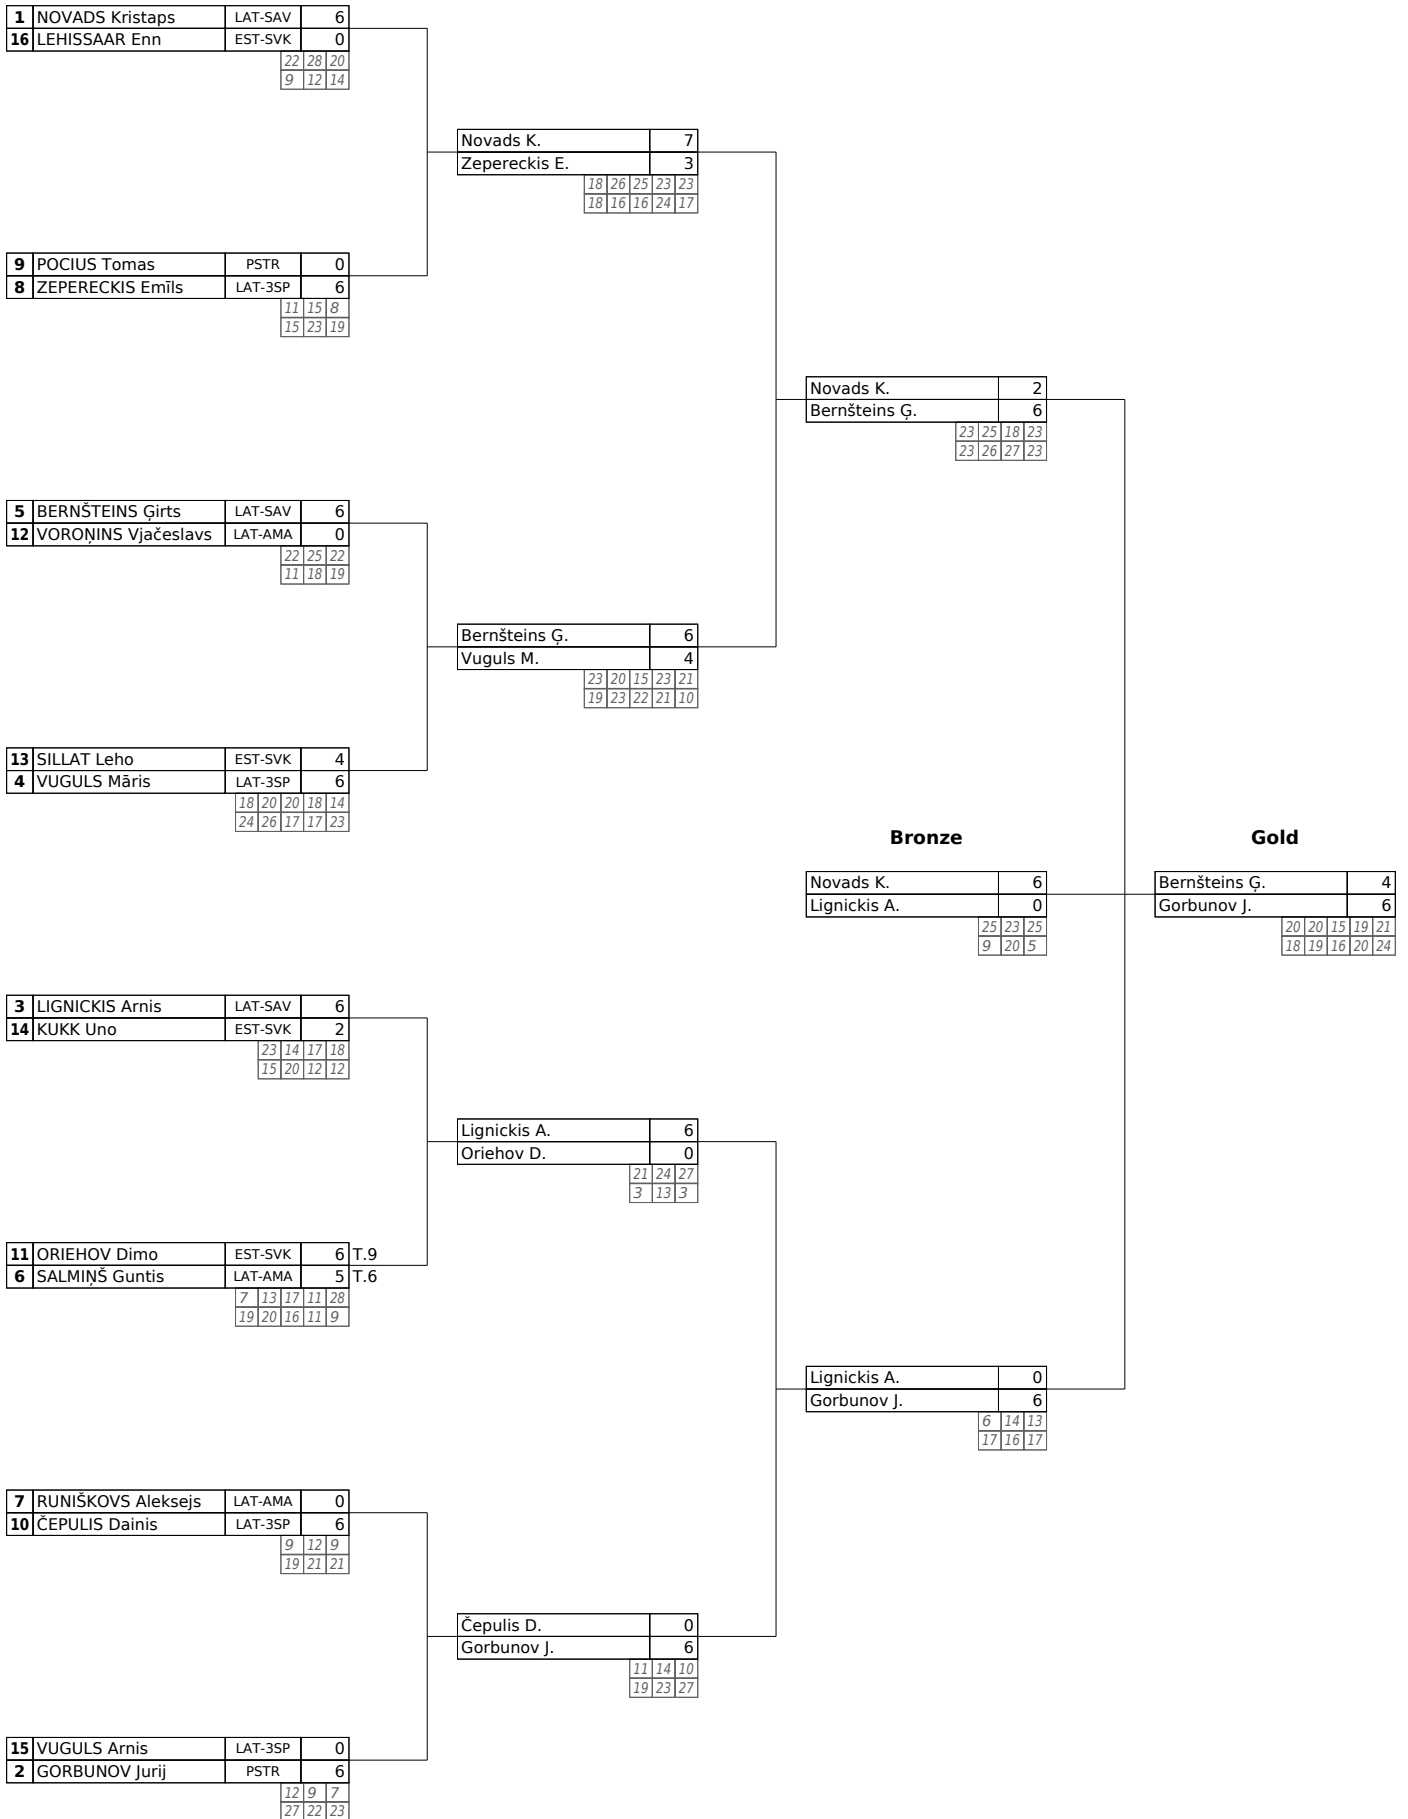 1 NOVADS Kristaps LAT-SAV 6
16 LEHISSAAR Enn EST-SVK 0
22 28 20
9 12 14
Novads K. 7
Zepereckis E. 3
18 26 25 23 23
18 16 16 24 17
9 POCIUS Tomas PSTR 0
8 ZEPERECKIS Emīls LAT-3SP 6
11 15 8
15 23 19
Novads K. 2
Bernšteins Ģ. 6
23 25 18 23
23 26 27 23
5 BERNŠTEINS Ģirts LAT-SAV 6
12 VOROŅINS Vjačeslavs LAT-AMA 0
22 25 22
11 18 19
Bernšteins Ģ. 6
Vuguls M. 4
23 20 15 23 21
19 23 22 21 10
13 SILLAT Leho EST-SVK 4
4 VUGULS Māris LAT-3SP 6
18 20 20 18 14
24 26 17 17 23
Bronze
Gold
Novads K. 6
Lignickis A. 0
25 23 25
9 20 5
Bernšteins Ģ. 4
Gorbunov J. 6
20 20 15 19 21
18 19 16 20 24
3 LIGNICKIS Arnis LAT-SAV 6
14 KUKK Uno EST-SVK 2
23 14 17 18
15 20 12 12
Lignickis A. 6
Oriehov D. 0
21 24 27
3 13 3
11 ORIEHOV Dimo EST-SVK 6 T.9
6 SALMIŅŠ Guntis LAT-AMA 5 T.6
7 13 17 11 28
19 20 16 11 9
Lignickis A. 0
Gorbunov J. 6
6 14 13
17 16 17
7 RUNIŠKOVS Aleksejs LAT-AMA 0
10 ČEPULIS Dainis LAT-3SP 6
9 12 9
19 21 21
Čepulis D. 0
Gorbunov J. 6
11 14 10
19 23 27
15 VUGULS Arnis LAT-3SP 0
2 GORBUNOV Jurij PSTR 6
12 9 7
27 22 23